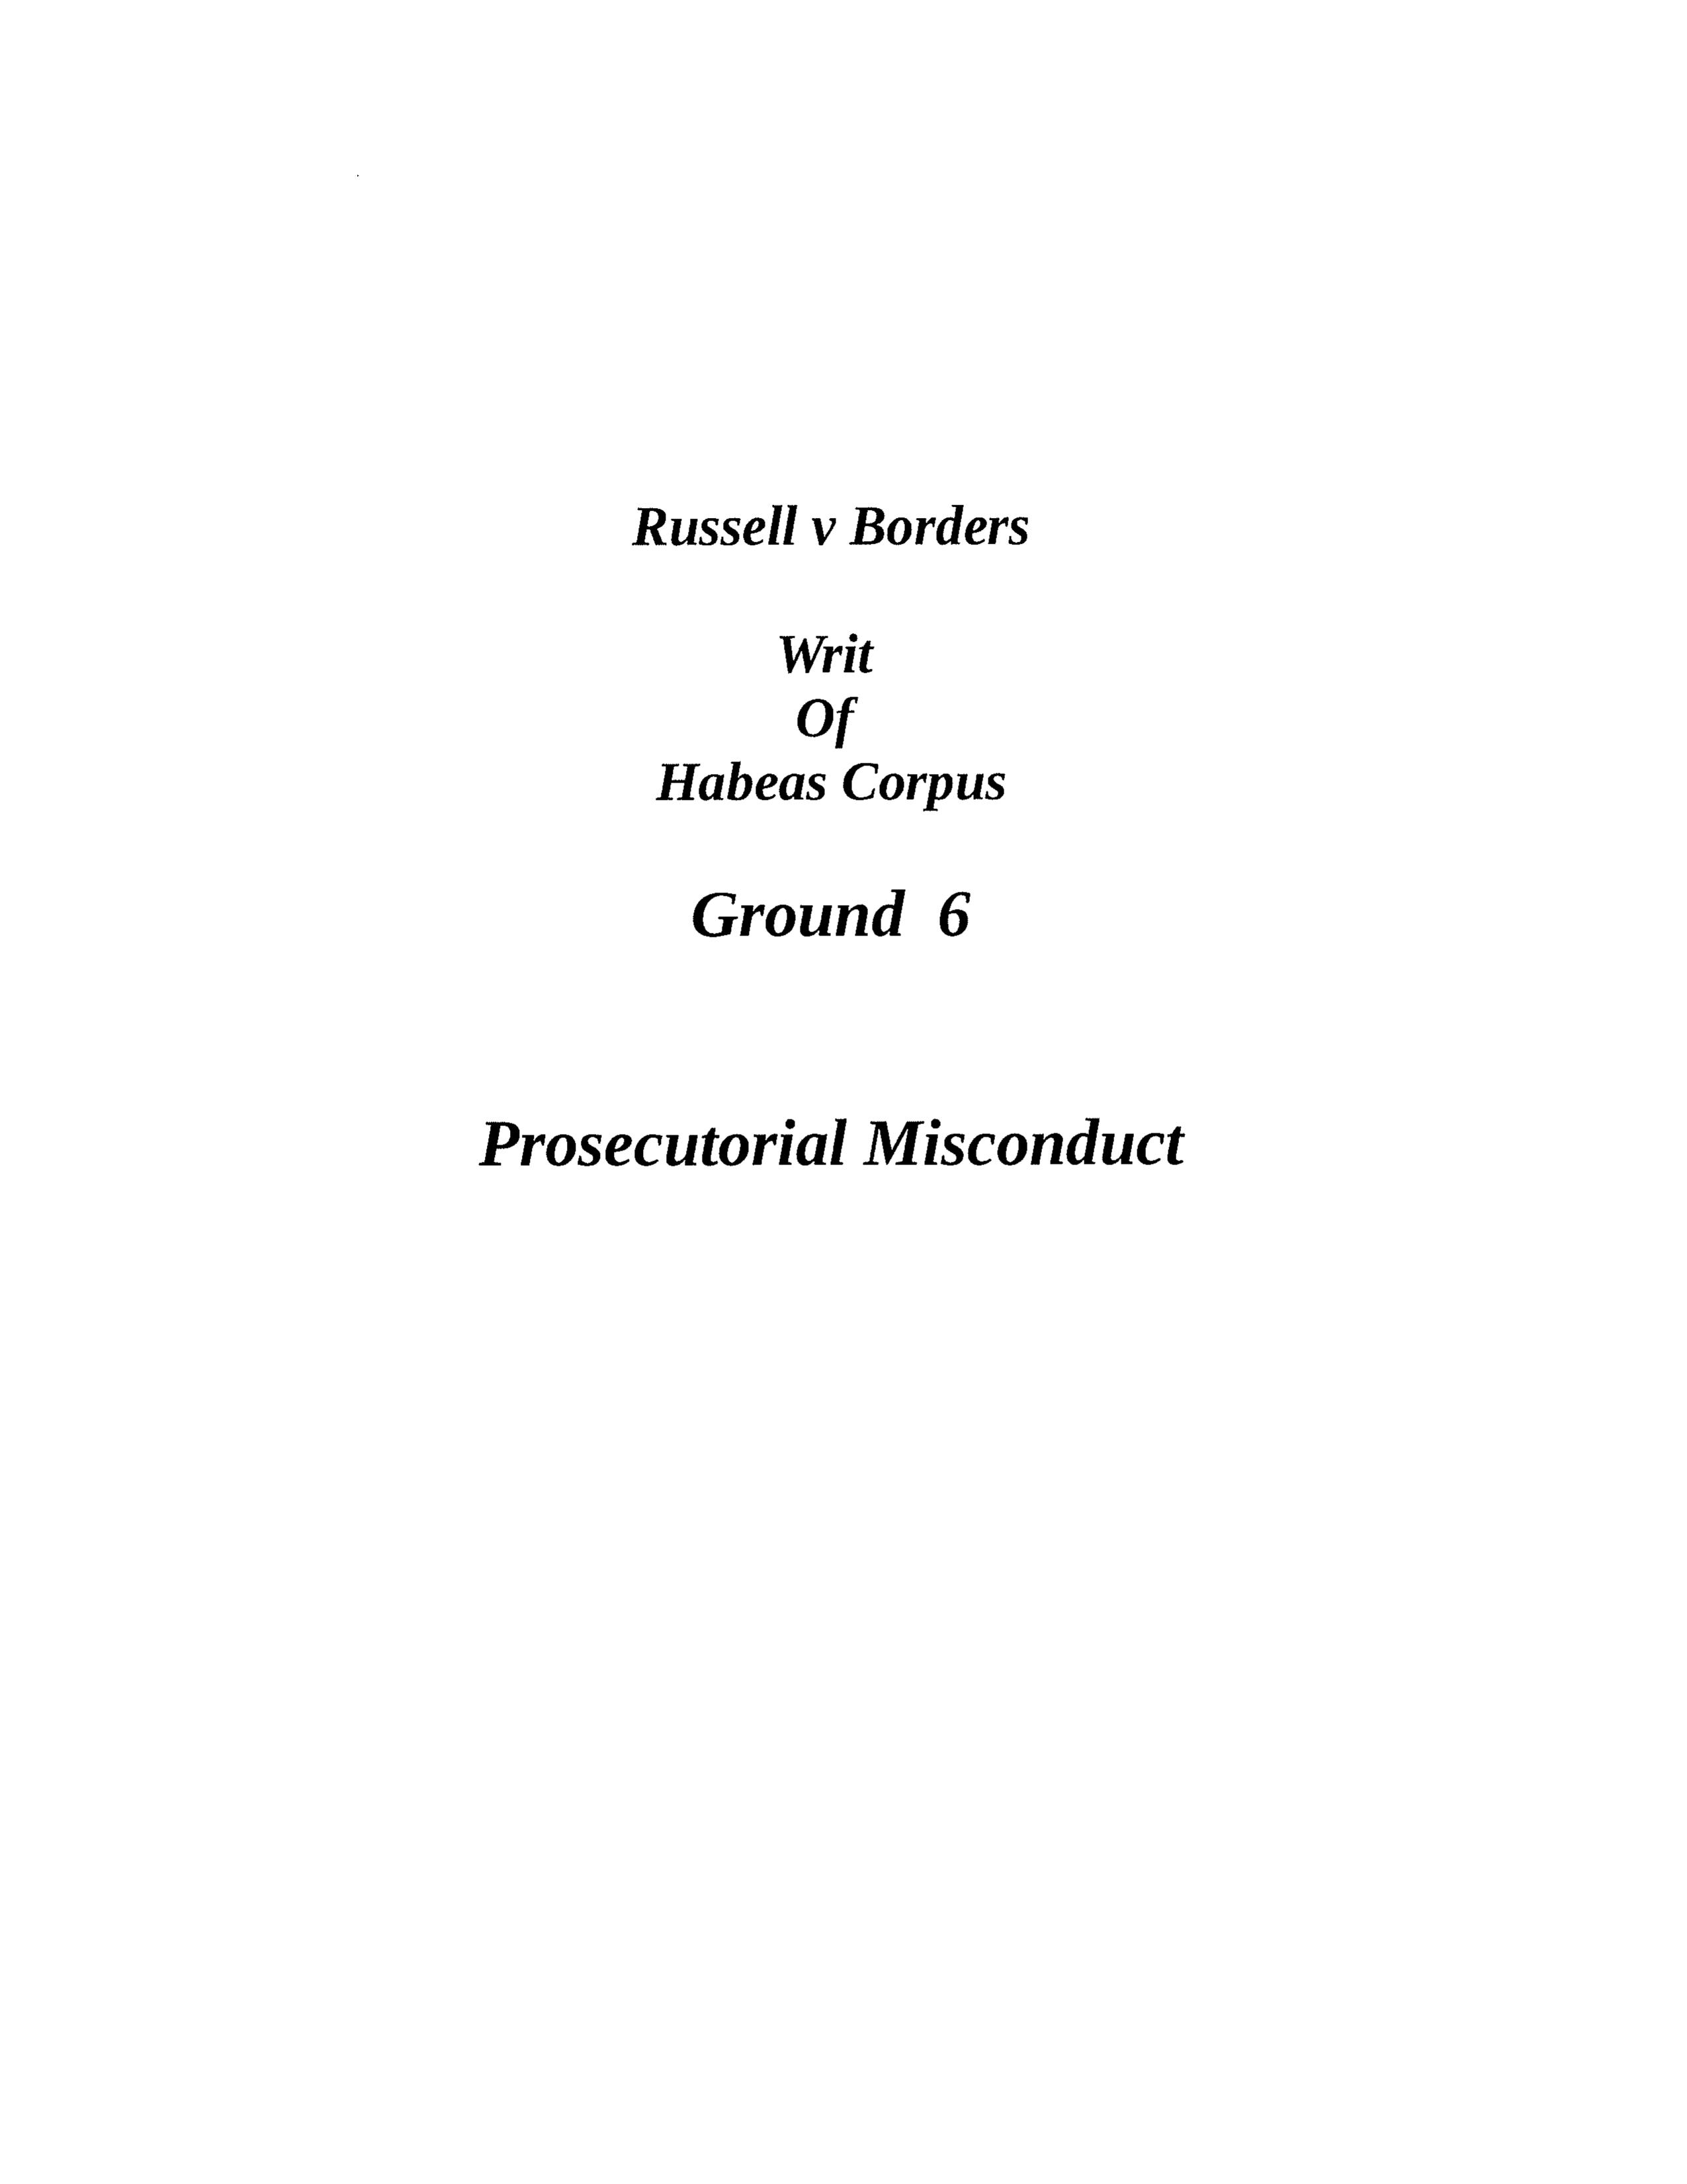 Russell v Borders
Writ
Of
Habeas Corpus
Ground 6
Prosecutorial Misconduct